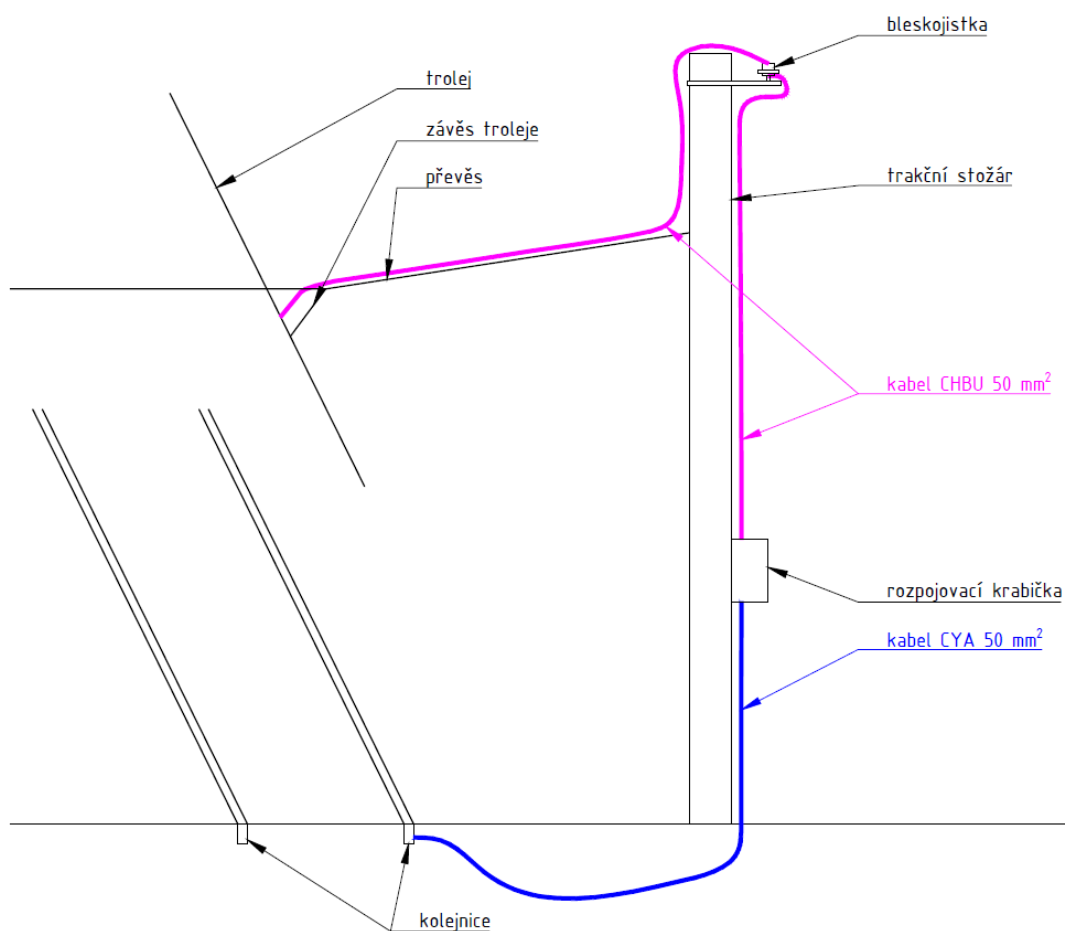 bleskojistka
trolej
závěs troleje
převěs
trakční stožár
kabel CHBU 50 mm²
rozpojovací krabička
kabel CYA 50 mm²
kolejnice